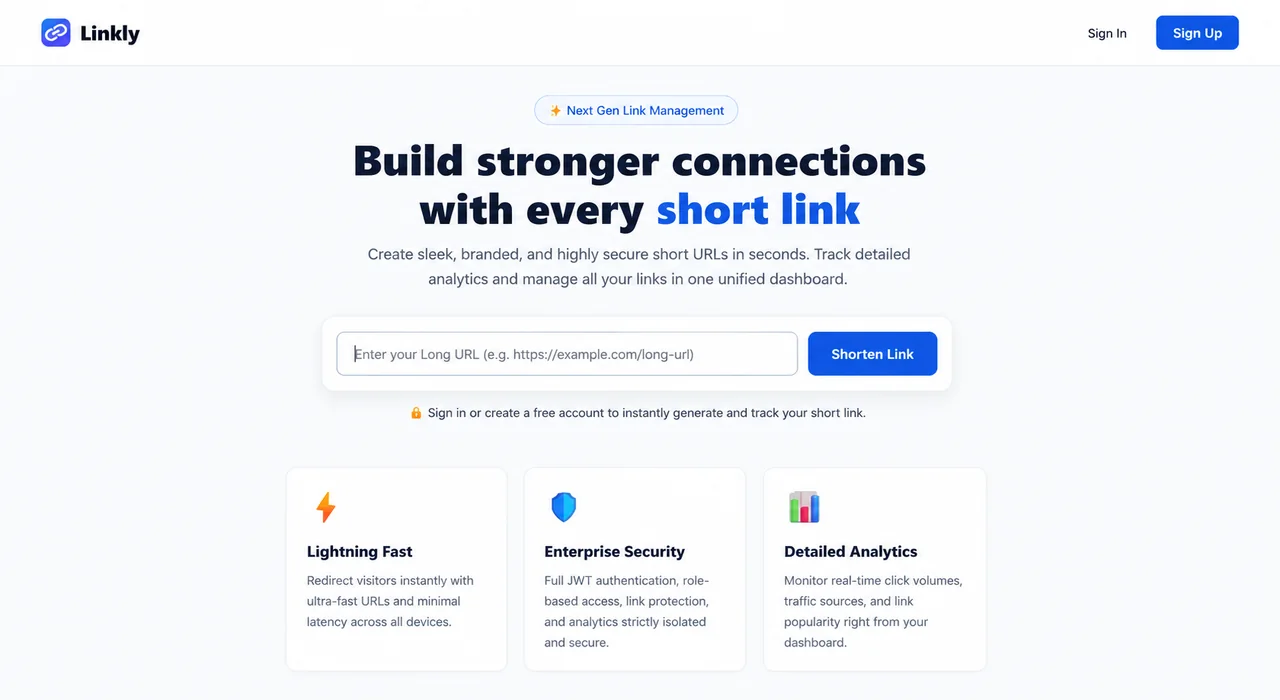 Linkly
Sign In
Sign Up
Next Gen Link Management
Build stronger connections
with every short link
Create sleek, branded, and highly secure short URLs in seconds. Track detailed
analytics and manage all your links in one unified dashboard.
Enter your Long URL (e.g. https://example.com/long-url)
Shorten Link
Sign in or create a free account to instantly generate and track your short link.
Lightning Fast
Redirect visitors instantly with
ultra-fast URLs and minimal
latency across all devices.
Enterprise Security
Full JWT authentication, role-
based access, link protection,
and analytics strictly isolated
and secure.
Detailed Analytics
Monitor real-time click volumes,
traffic sources, and link
popularity right from your
dashboard.